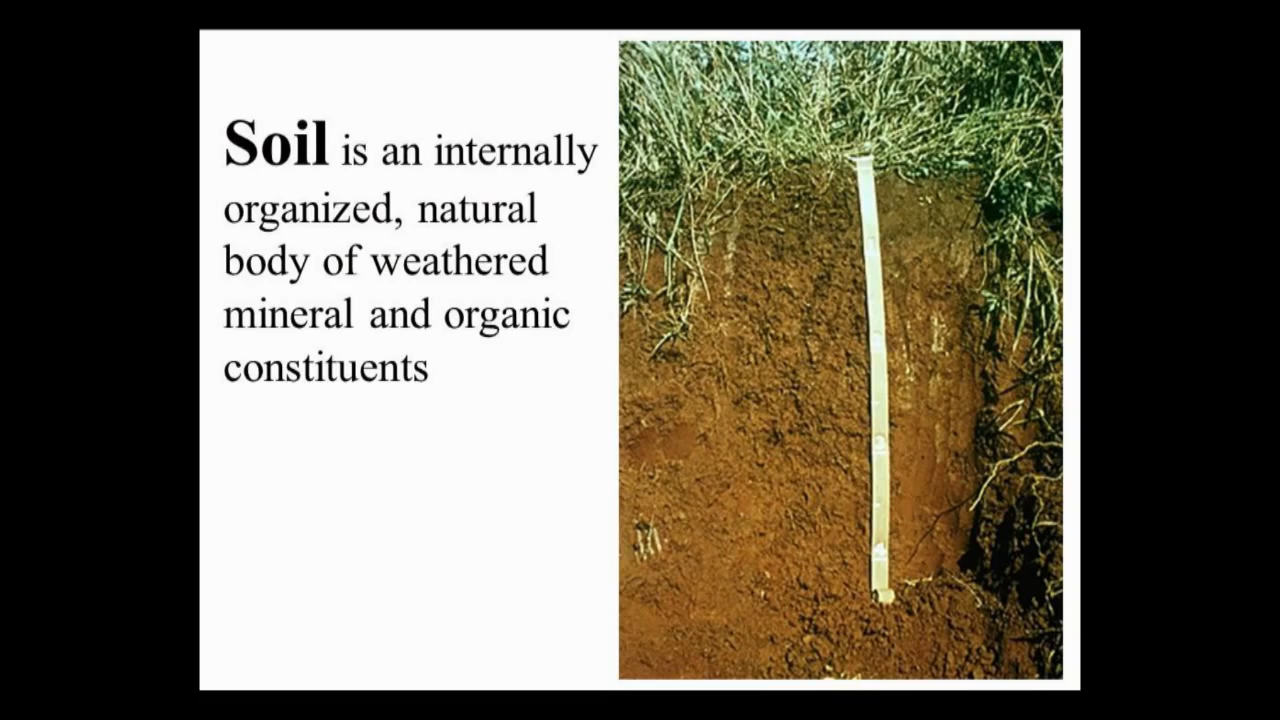 Soil is an internally
organized, natural
body of weathered
mineral and organic
constituents